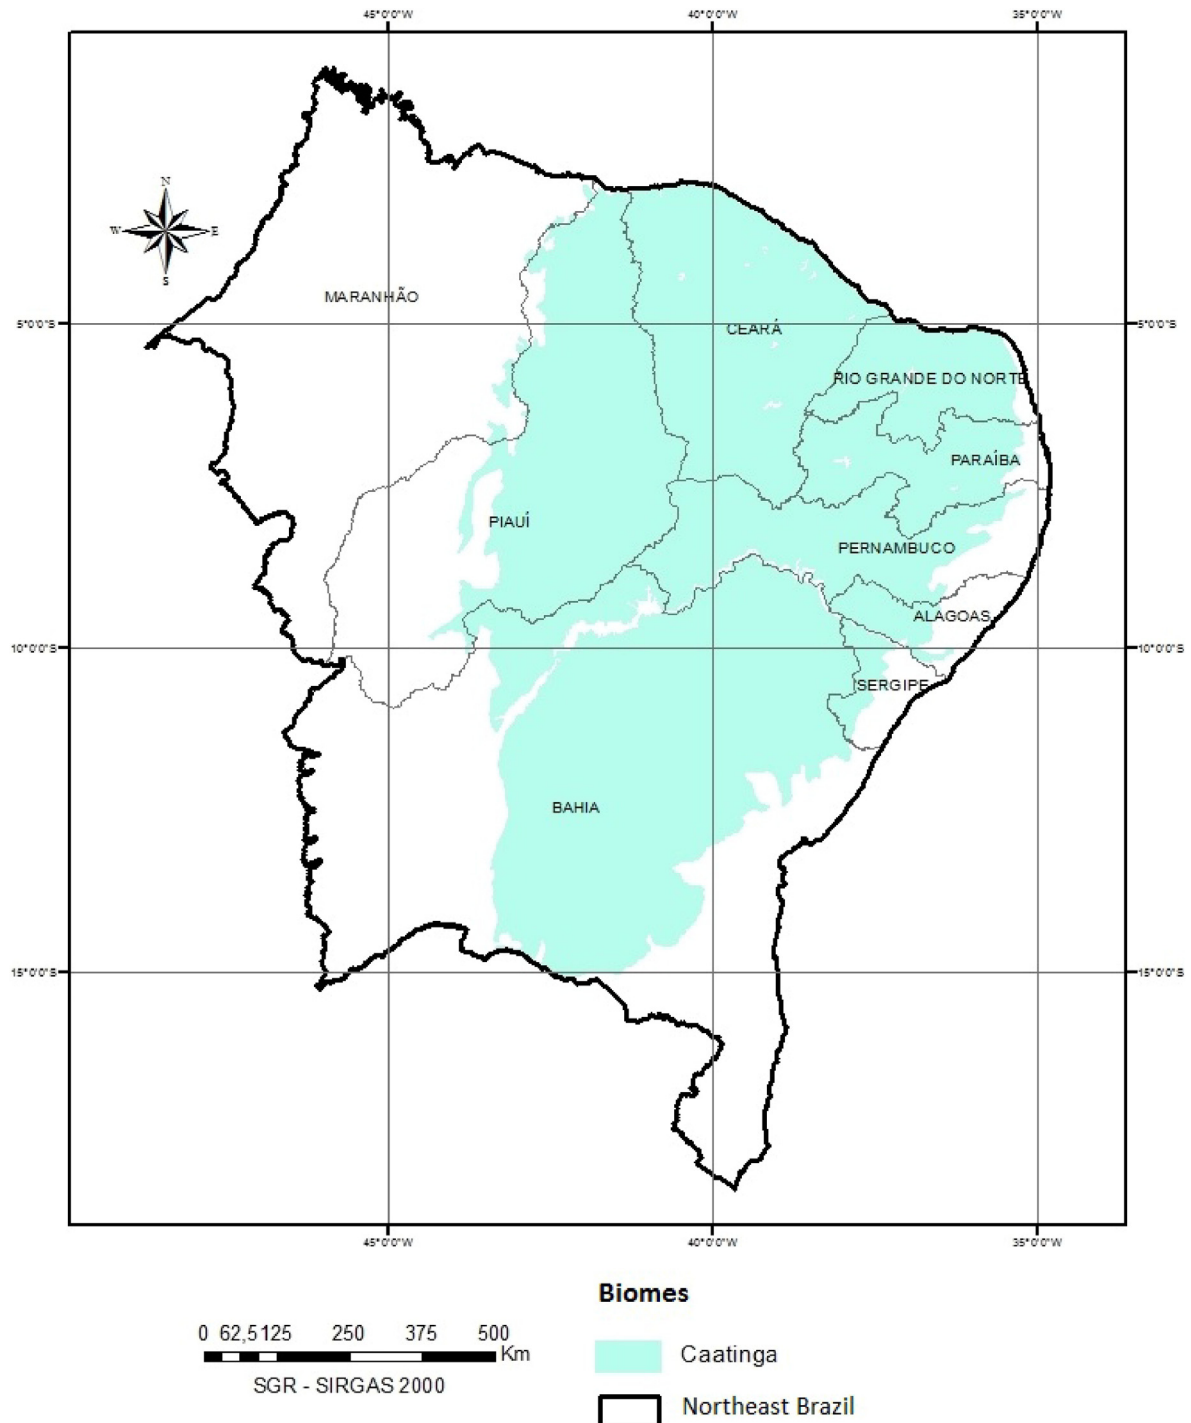 45°0'0"W 40°0'0"W 35°0'0"W
N
W E
S
MARANHÃO
5°0'0"S 5°0'0"S
CEARÁ
RIO GRANDE DO NORTE
PARAÍBA
PIAUÍ
PERNAMBUCO
ALAGOAS
10°0'0"S 10°0'0"S
SERGIPE
BAHIA
15°0'0"S 15°0'0"S
45°0'0"W 40°0'0"W 35°0'0"W
Biomes
0 62,5 125 250 375 500
Km
Caatinga
SGR - SIRGAS 2000
Northeast Brazil